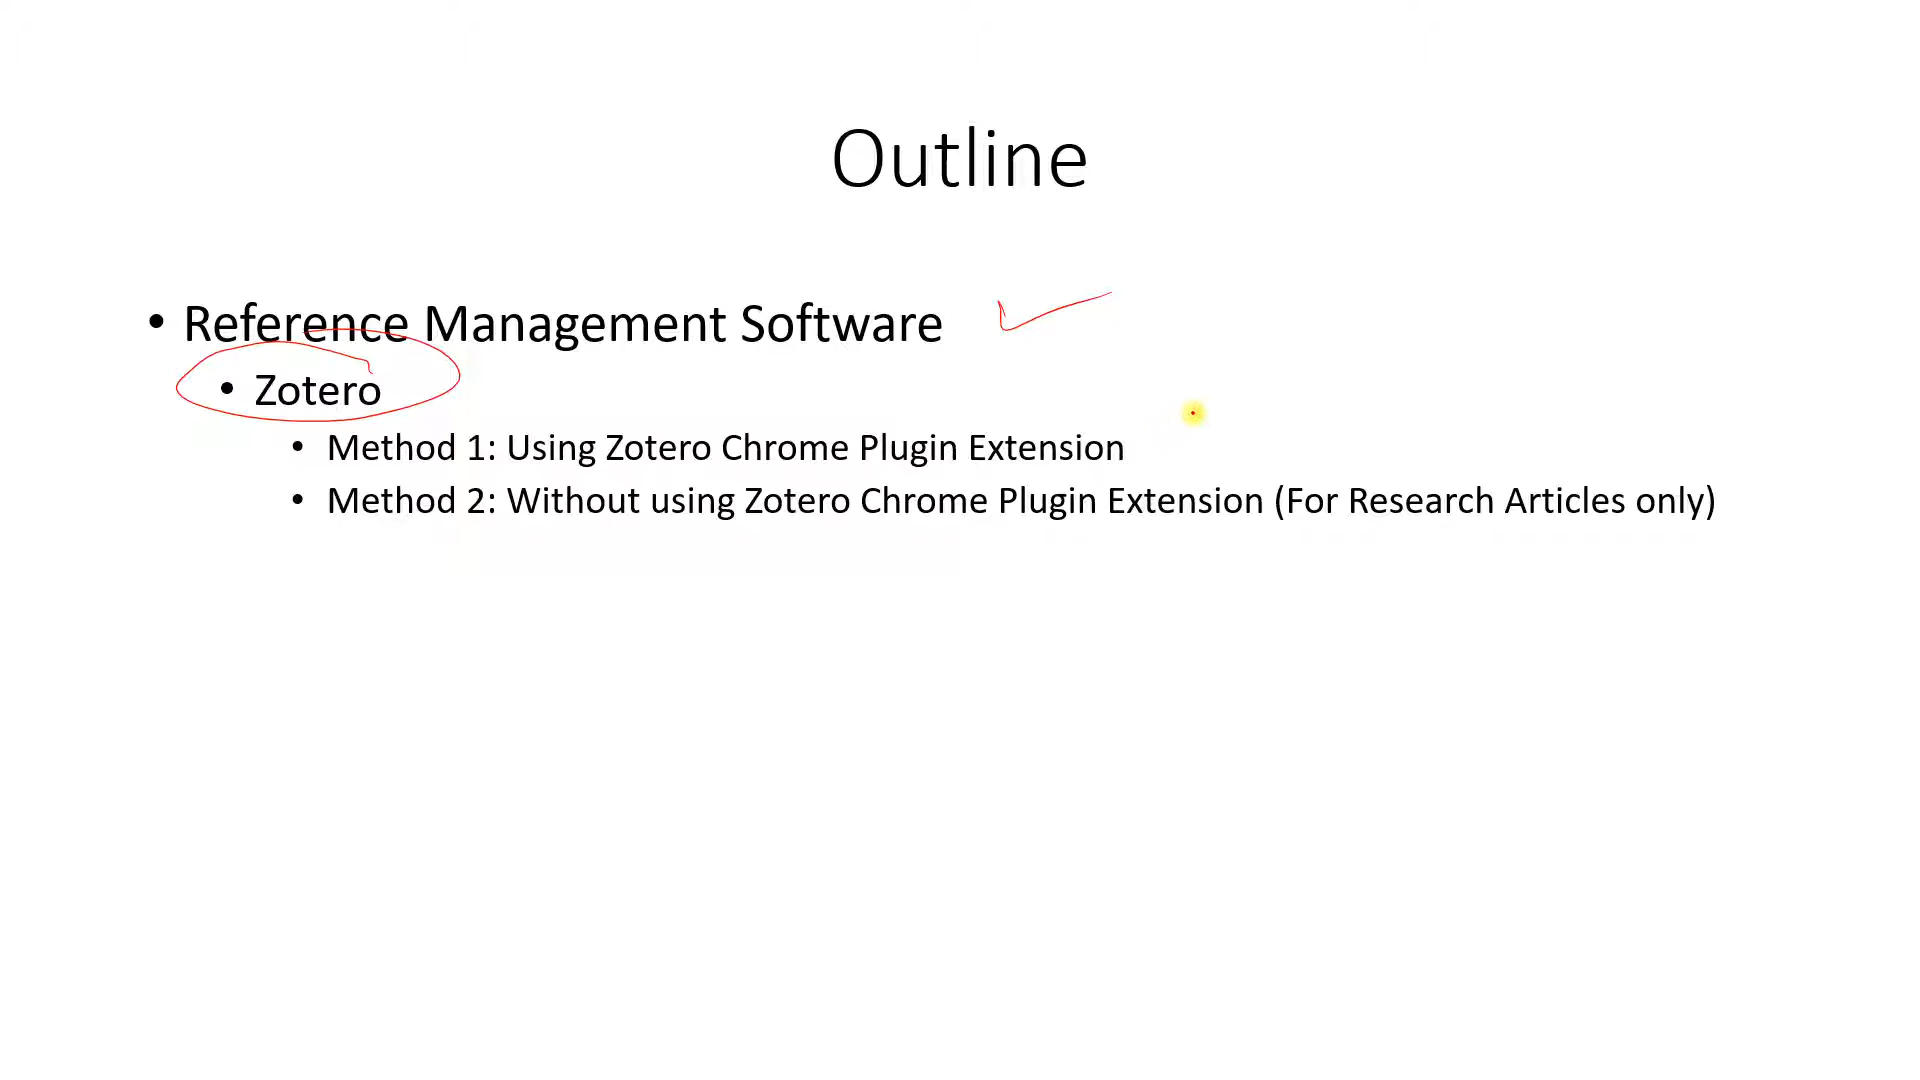 Outline
• Reference Management Software
• Zotero
• Method 1: Using Zotero Chrome Plugin Extension
• Method 2: Without using Zotero Chrome Plugin Extension (For Research Articles only)